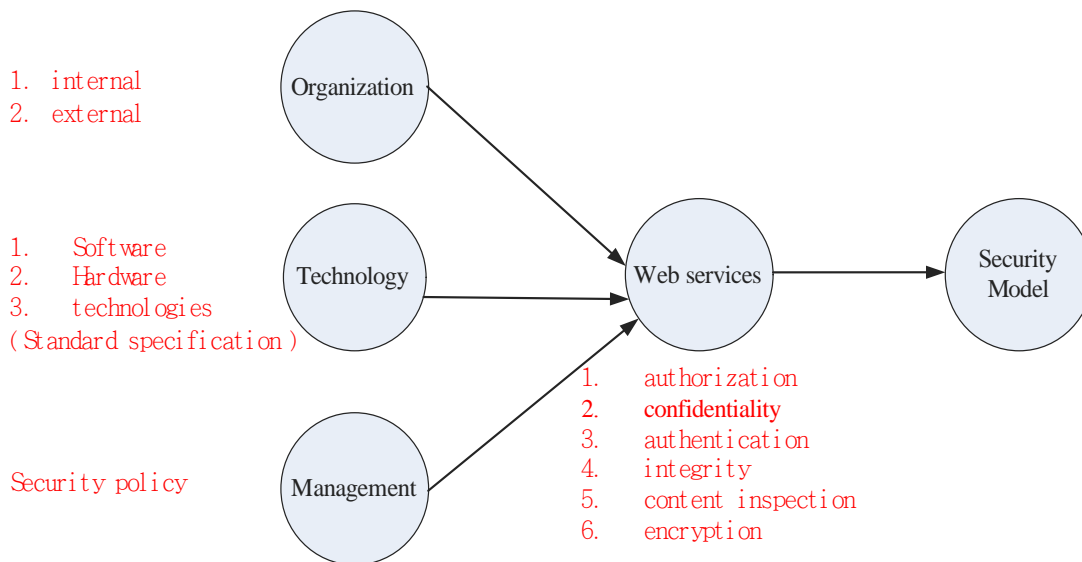 1. internal
2. external
Organization
1. Software
2. Hardware
3. technologies
(Standard specification)
Technology
Web services
Security
Model
1. authorization
2. confidentiality
3. authentication
4. integrity
5. content inspection
6. encryption
Security policy
Management